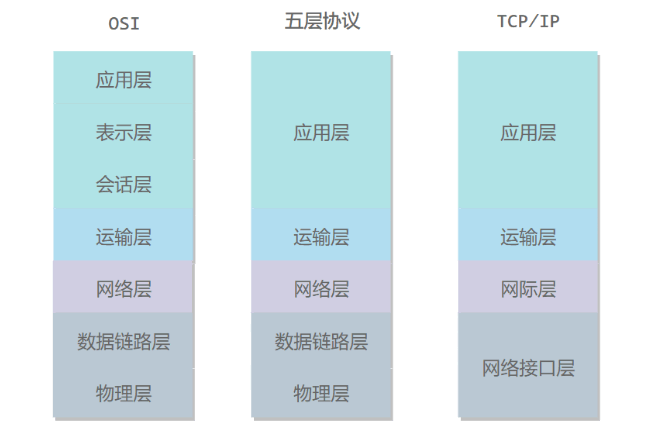 OSI
五层协议
TCP/IP
应用层
表示层
会话层
运输层
网络层
数据链路层
物理层
应用层
运输层
网络层
数据链路层
物理层
应用层
运输层
网际层
网络接口层